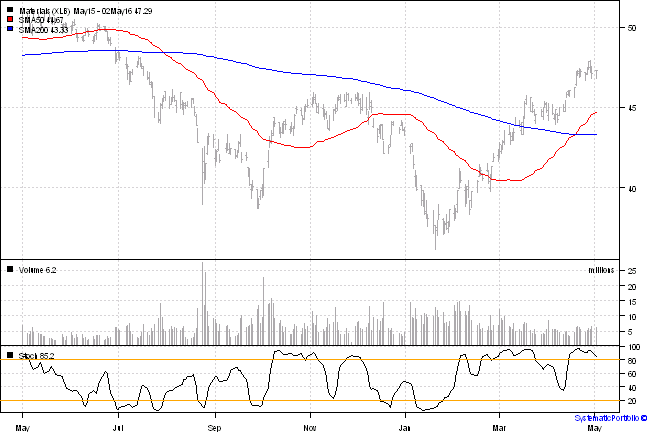 Materials (XLB) May15 - 02May16 47.29
SMA50 44.67
SMA200 43.33
50
45
40
Volume 6.2
millions
25
20
15
10
5
Stoch 85.2
100
80
60
40
20
May
Jul
Sep
Nov
Jan
Mar
May
SystematicPortfolio ©